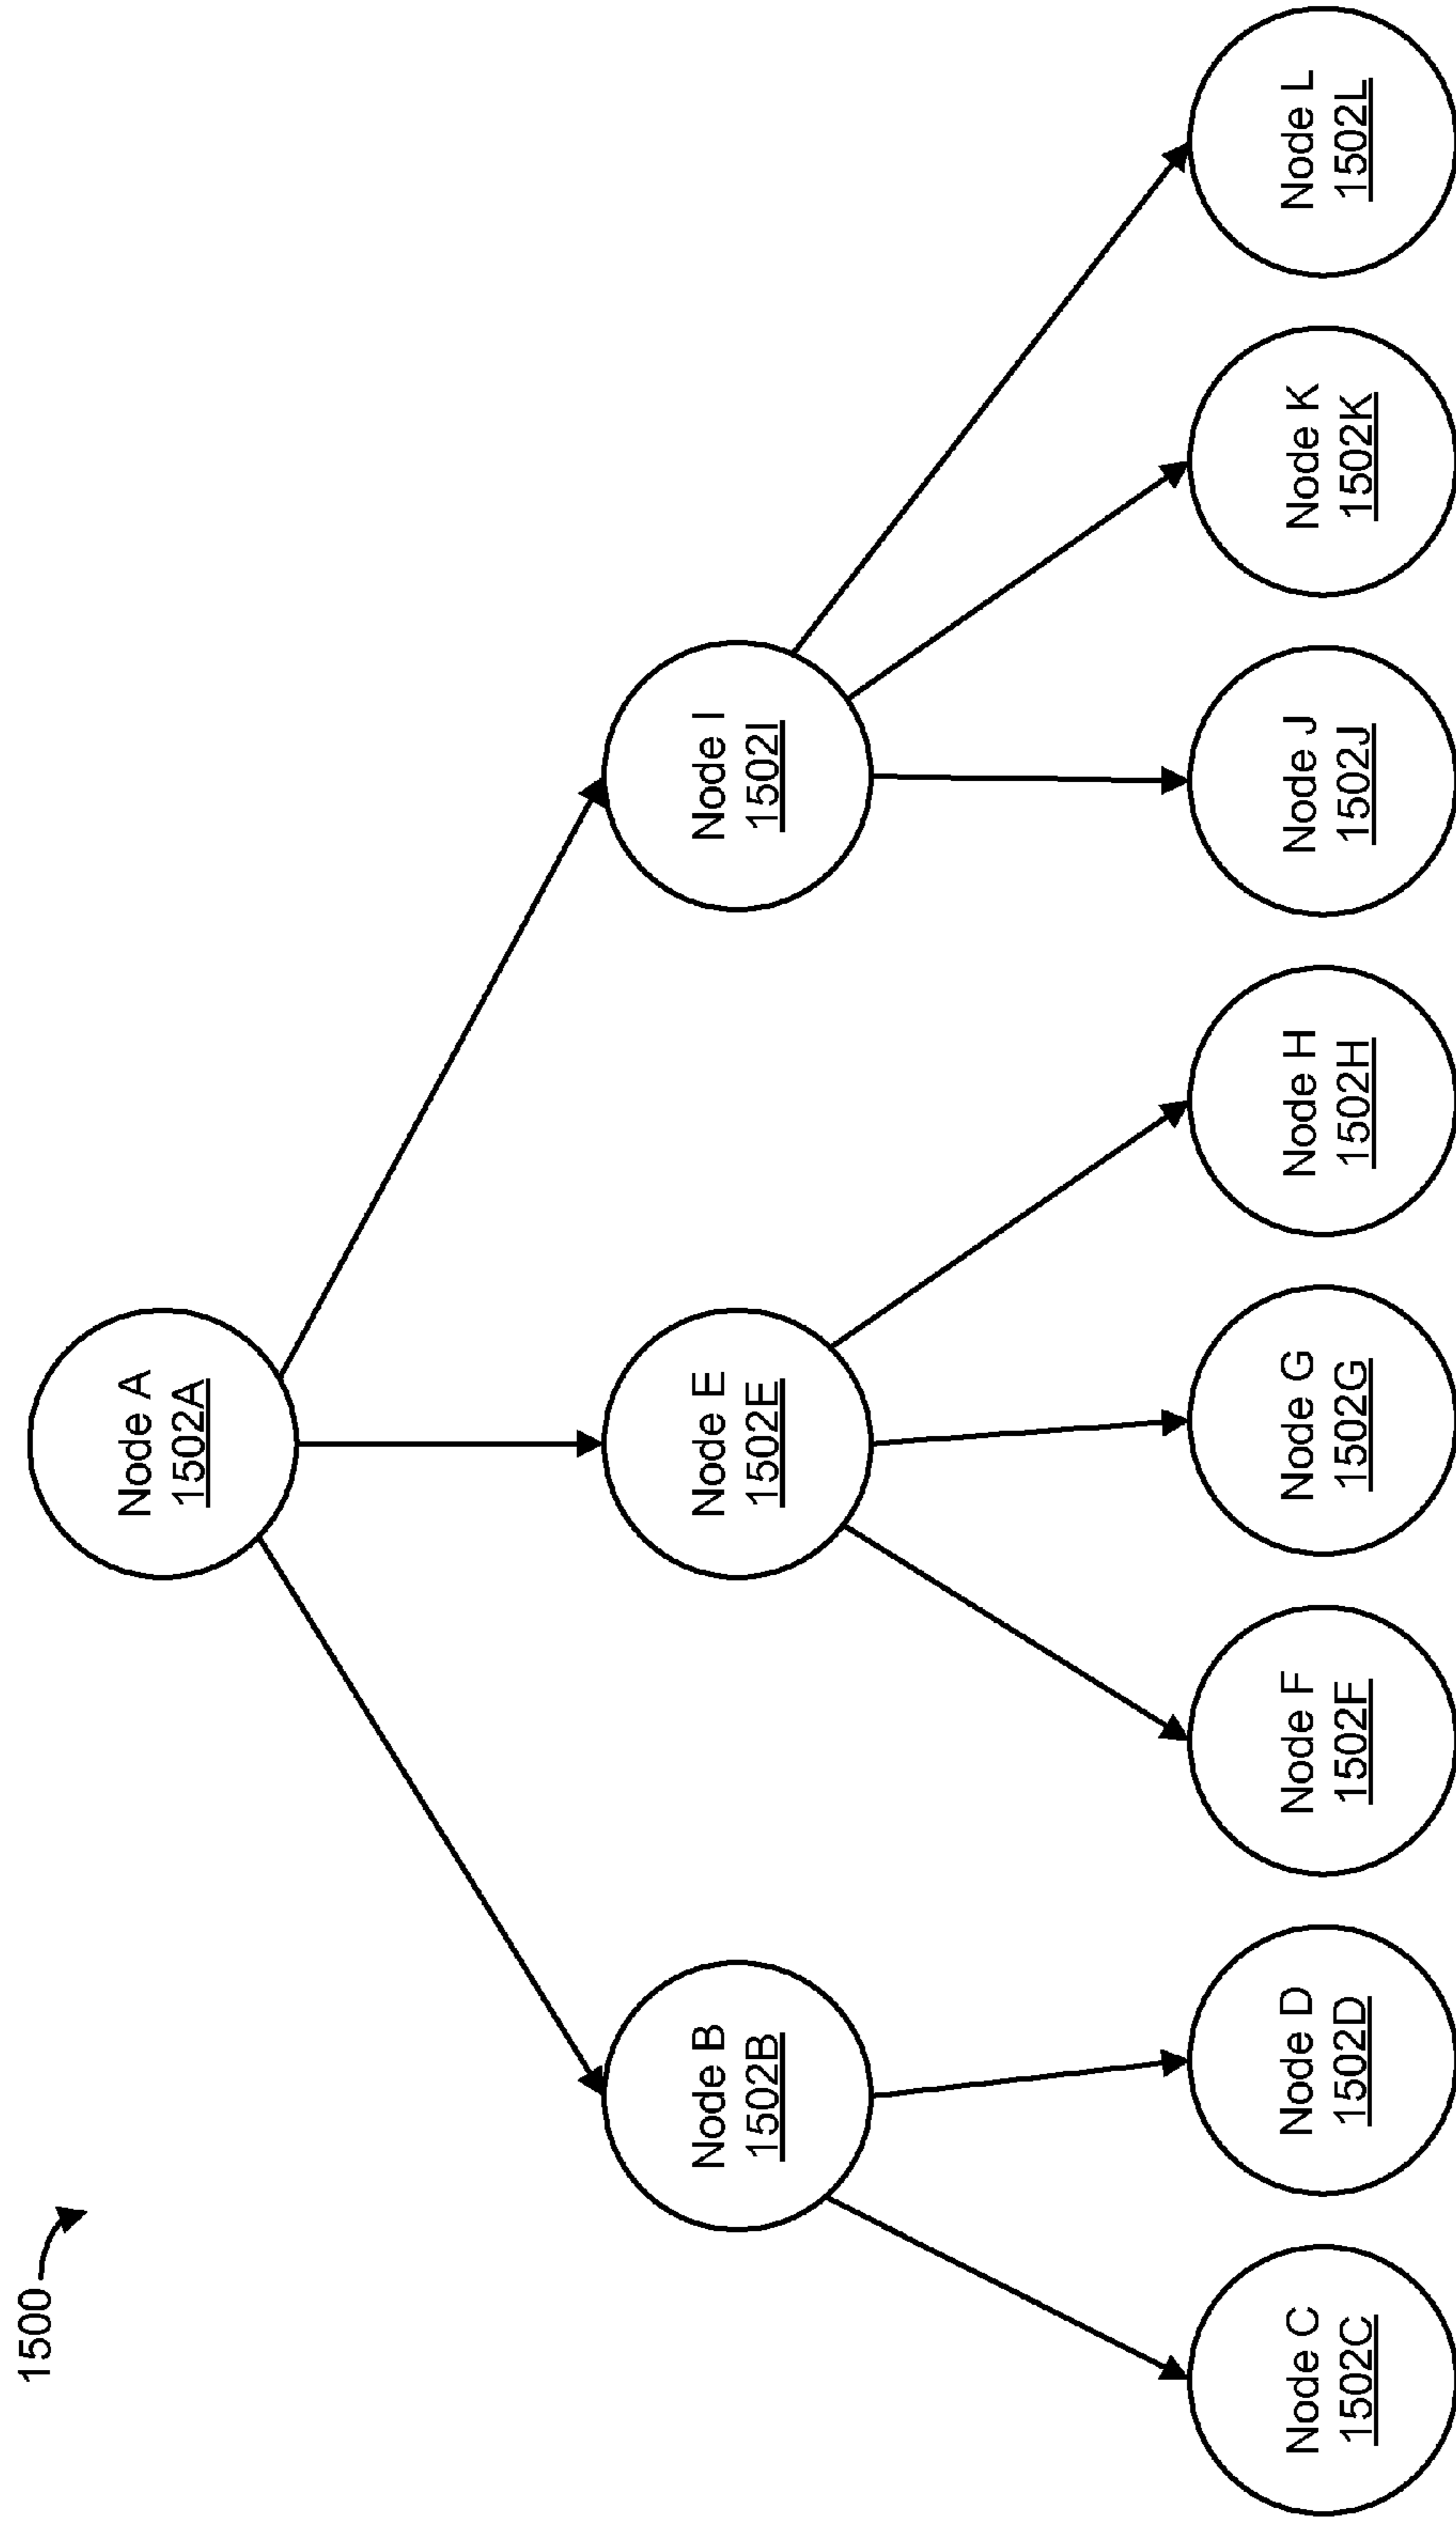 1500
Node A
1502A
Node B
1502B
Node E
1502E
Node I
1502I
Node C
1502C
Node D
1502D
Node F
1502F
Node G
1502G
Node H
1502H
Node J
1502J
Node K
1502K
Node L
1502L